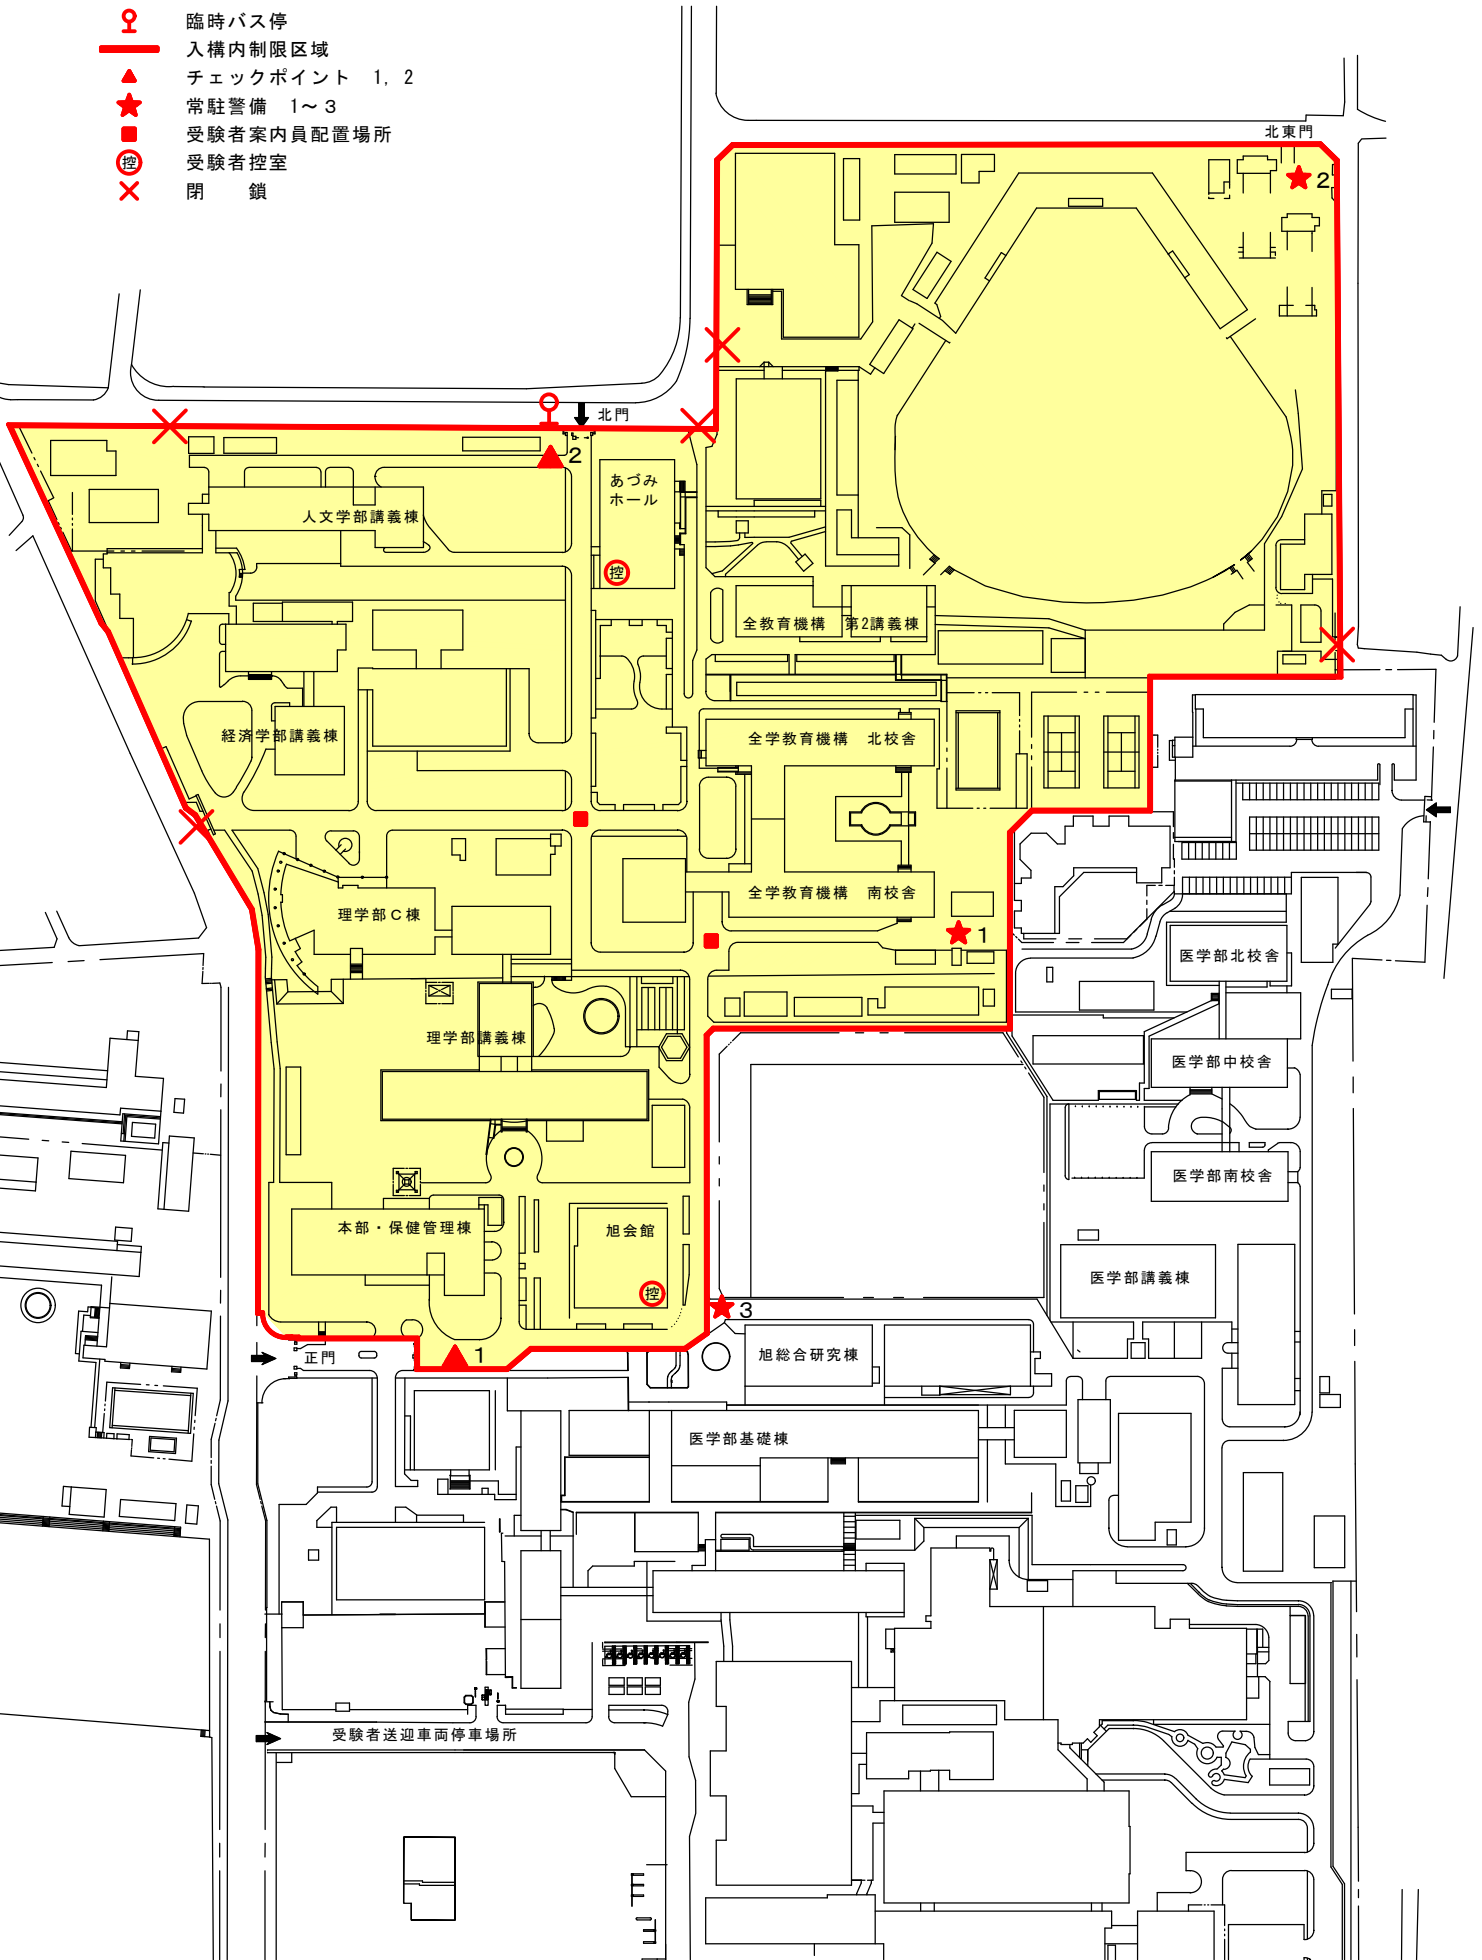 臨時バス停
入構内制限区域
チェックポイント 1, 2
常駐警備 1～3
受験者案内員配置場所
控 受験者控室
閉 鎖
北東門
2
北門
2
あづみ
ホール
人文学部講義棟
控
全教育機構 第2講義棟
経済学部講義棟
全学教育機構 北校舎
全学教育機構 南校舎
理学部C棟
1
医学部北校舎
理学部講義棟
医学部中校舎
医学部南校舎
本部・保健管理棟
旭会館
医学部講義棟
控
3
正門
1
旭総合研究棟
医学部基礎棟
受験者送迎車両停車場所